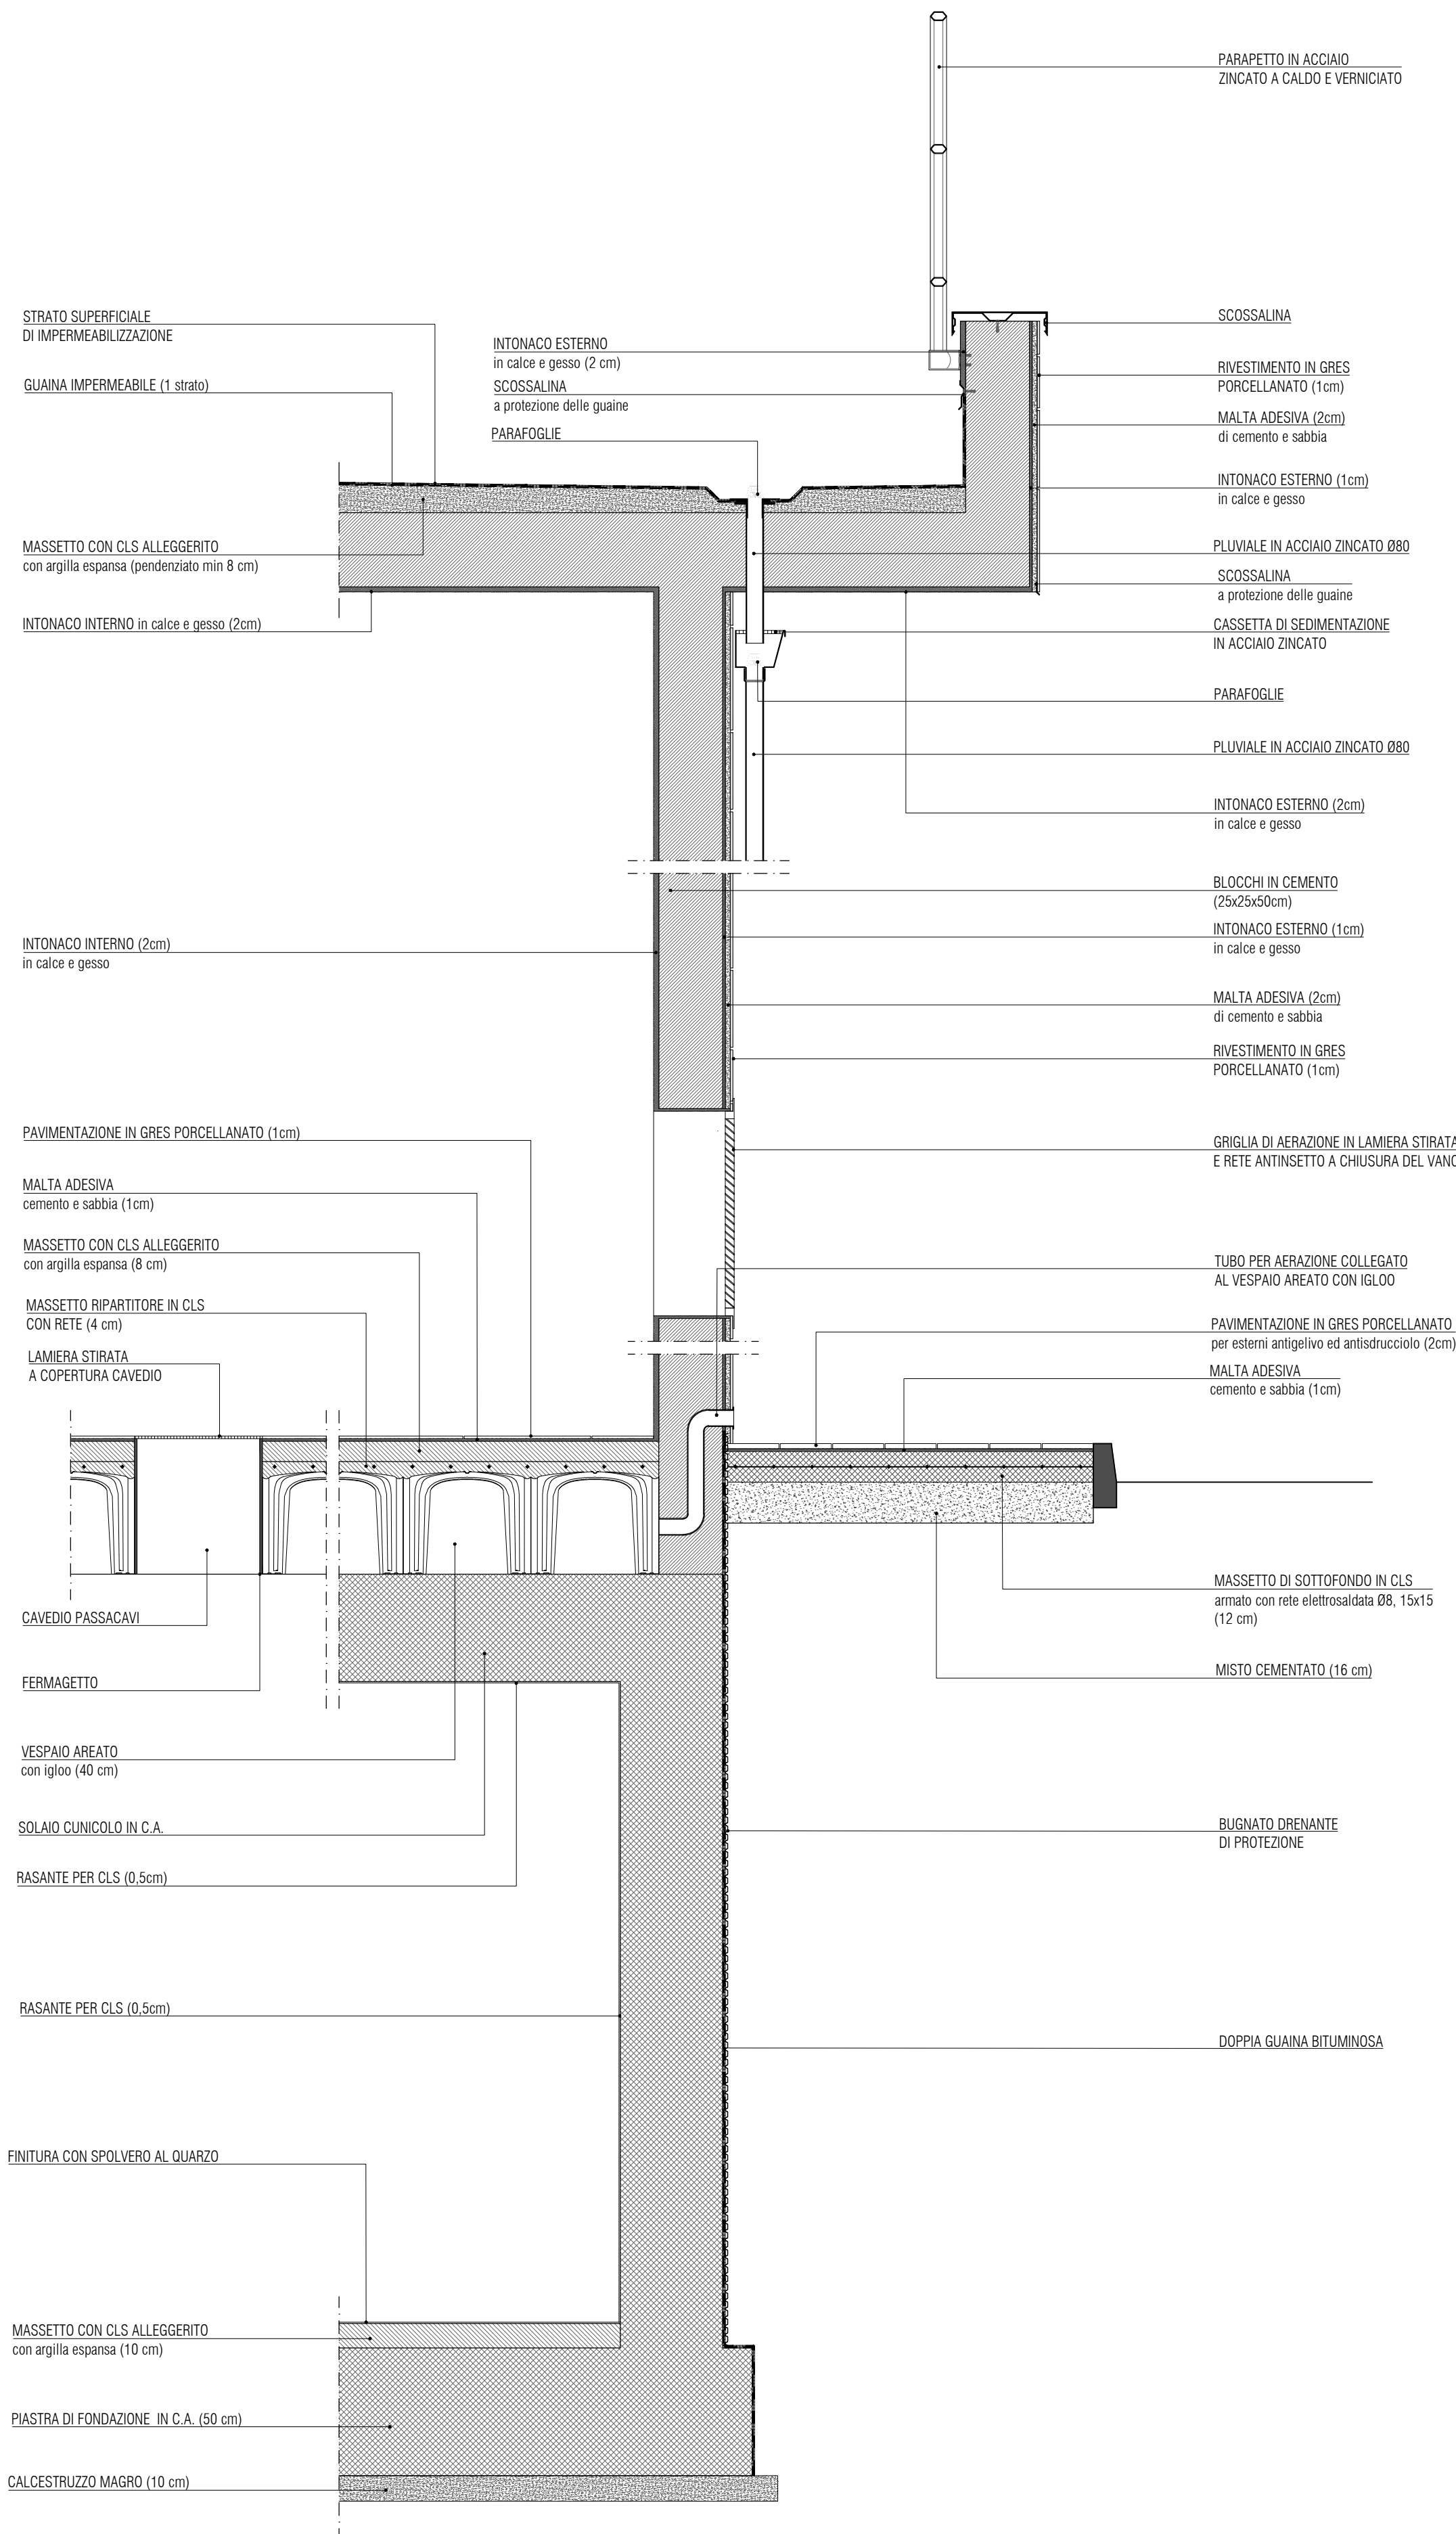 PARAPETTO IN ACCIAIO
ZINCATO A CALDO E VERNICIATO
STRATO SUPERFICIALE
DI IMPERMEABILIZZAZIONE
GUAINA IMPERMEABILE (1 strato)
INTONACO ESTERNO
in calce e gesso (2 cm)
SCOSSALINA
a protezione delle guaine
PARAFOGLIE
SCOSSALINA
RIVESTIMENTO IN GRES
PORCELLANATO (1cm)
MALTA ADESIVA (2cm)
di cemento e sabbia
INTONACO ESTERNO (1cm)
in calce e gesso
MASSETTO CON CLS ALLEGGERITO
con argilla espansa (pendenziato min 8 cm)
INTONACO INTERNO in calce e gesso (2cm)
PLUVIALE IN ACCIAIO ZINCATO Ø80
SCOSSALINA
a protezione delle guaine
CASSETTA DI SEDIMENTAZIONE
IN ACCIAIO ZINCATO
PARAFOGLIE
PLUVIALE IN ACCIAIO ZINCATO Ø80
INTONACO ESTERNO (2cm)
in calce e gesso
BLOCCHI IN CEMENTO
(25x25x50cm)
INTONACO INTERNO (2cm)
in calce e gesso
INTONACO ESTERNO (1cm)
in calce e gesso
MALTA ADESIVA (2cm)
di cemento e sabbia
RIVESTIMENTO IN GRES
PORCELLANATO (1cm)
PAVIMENTAZIONE IN GRES PORCELLANATO (1cm)
MALTA ADESIVA
cemento e sabbia (1cm)
MASSETTO CON CLS ALLEGGERITO
con argilla espansa (8 cm)
MASSETTO RIPARTITORE IN CLS
CON RETE (4 cm)
LAMIERA STIRATA
A COPERTURA CAVEDIO
GRIGLIA DI AERAZIONE IN LAMIERA STIRATA
E RETE ANTINSETTO A CHIUSURA DEL VANO
TUBO PER AERAZIONE COLLEGATO
AL VESPAIO AREATO CON IGLOO
PAVIMENTAZIONE IN GRES PORCELLANATO
per esterni antigelivo ed antisdrucciolo (2cm)
MALTA ADESIVA
cemento e sabbia (1cm)
CAVEDIO PASSACAVI
FERMAGETTO
VESPAIO AREATO
con igloo (40 cm)
SOLAIO CUNICOLO IN C.A.
RASANTE PER CLS (0,5cm)
MASSETTO DI SOTTOFONDO IN CLS
armato con rete elettrosaldata Ø8, 15x15
(12 cm)
MISTO CEMENTATO (16 cm)
BUGNATO DRENANTE
DI PROTEZIONE
RASANTE PER CLS (0,5cm)
DOPPIA GUAINA BITUMINOSA
FINITURA CON SPOLVERO AL QUARZO
MASSETTO CON CLS ALLEGGERITO
con argilla espansa (10 cm)
PIASTRA DI FONDAZIONE IN C.A. (50 cm)
CALCESTRUZZO MAGRO (10 cm)